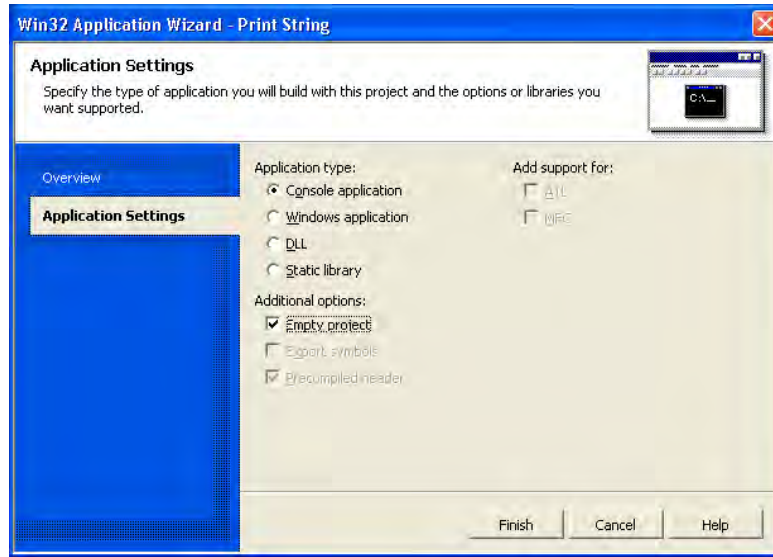 Win32 Application Wizard - Print String
Application Settings
Specify the type of application you will build with this project and the options or libraries you
want supported.
C:\_
Overview
Application Settings
Application type:
Console application
Windows application
DLL
Static library
Additional options:
Empty project
Export symbols
Precompiled header
Add support for:
ATL
MFC
Finish Cancel Help